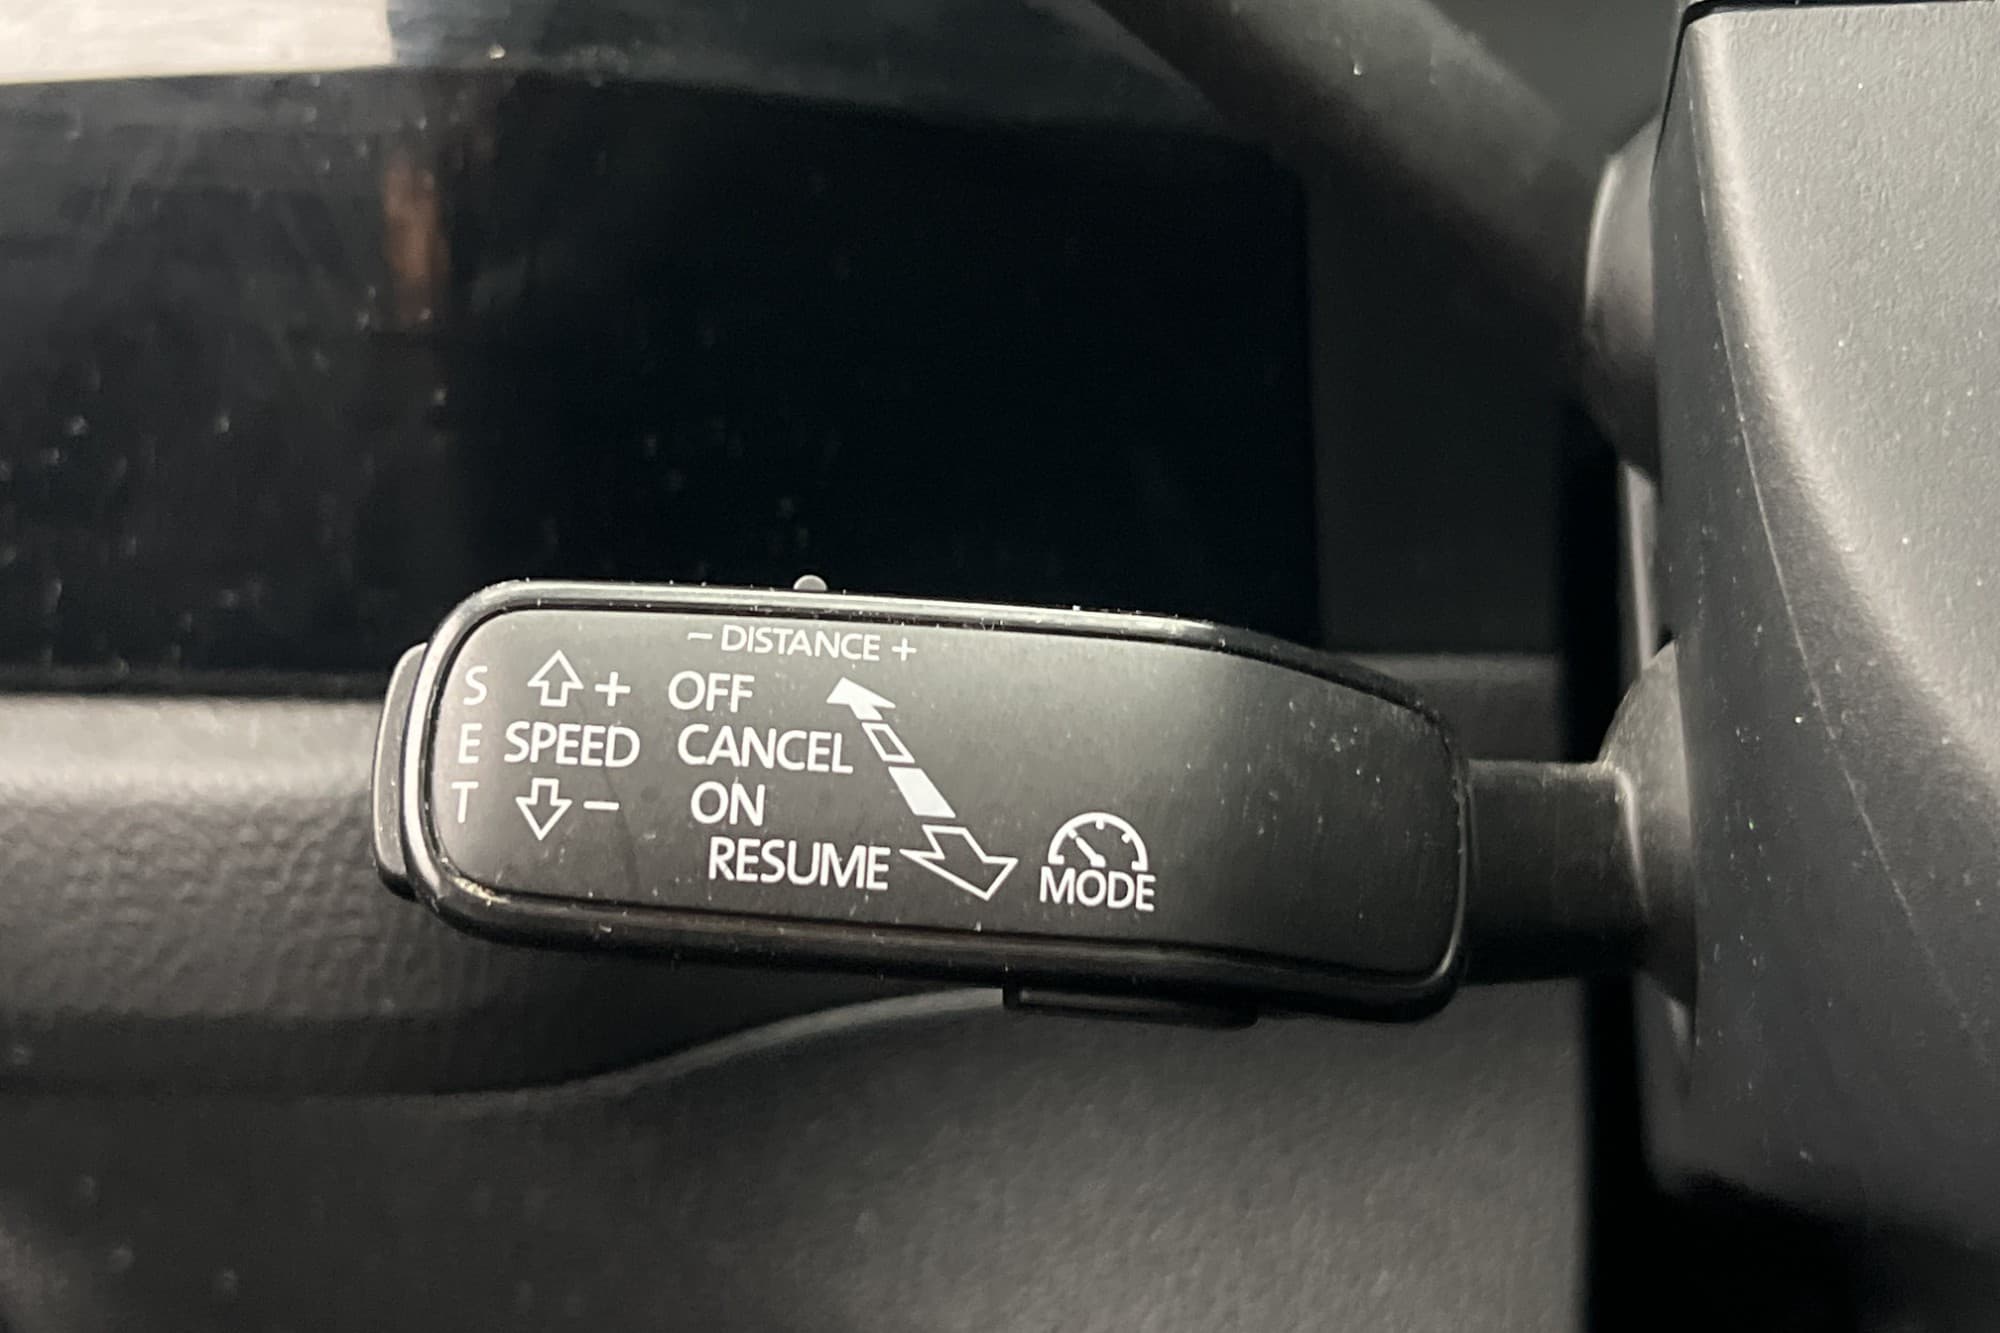 − DISTANCE +
S + OFF
E SPEED CANCEL
T − ON
RESUME
MODE